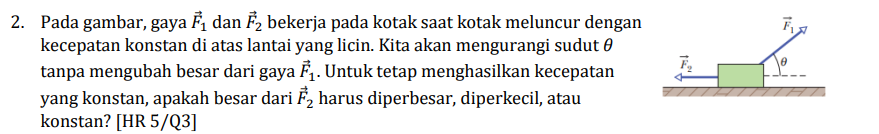 2. Pada gambar, gaya F⃗₁ dan F⃗₂ bekerja pada kotak saat kotak meluncur dengan
kecepatan konstan di atas lantai yang licin. Kita akan mengurangi sudut θ
tanpa mengubah besar dari gaya F⃗₁. Untuk tetap menghasilkan kecepatan
yang konstan, apakah besar dari F⃗₂ harus diperbesar, diperkecil, atau
konstan? [HR 5/Q3]
F⃗₁
θ
F⃗₂